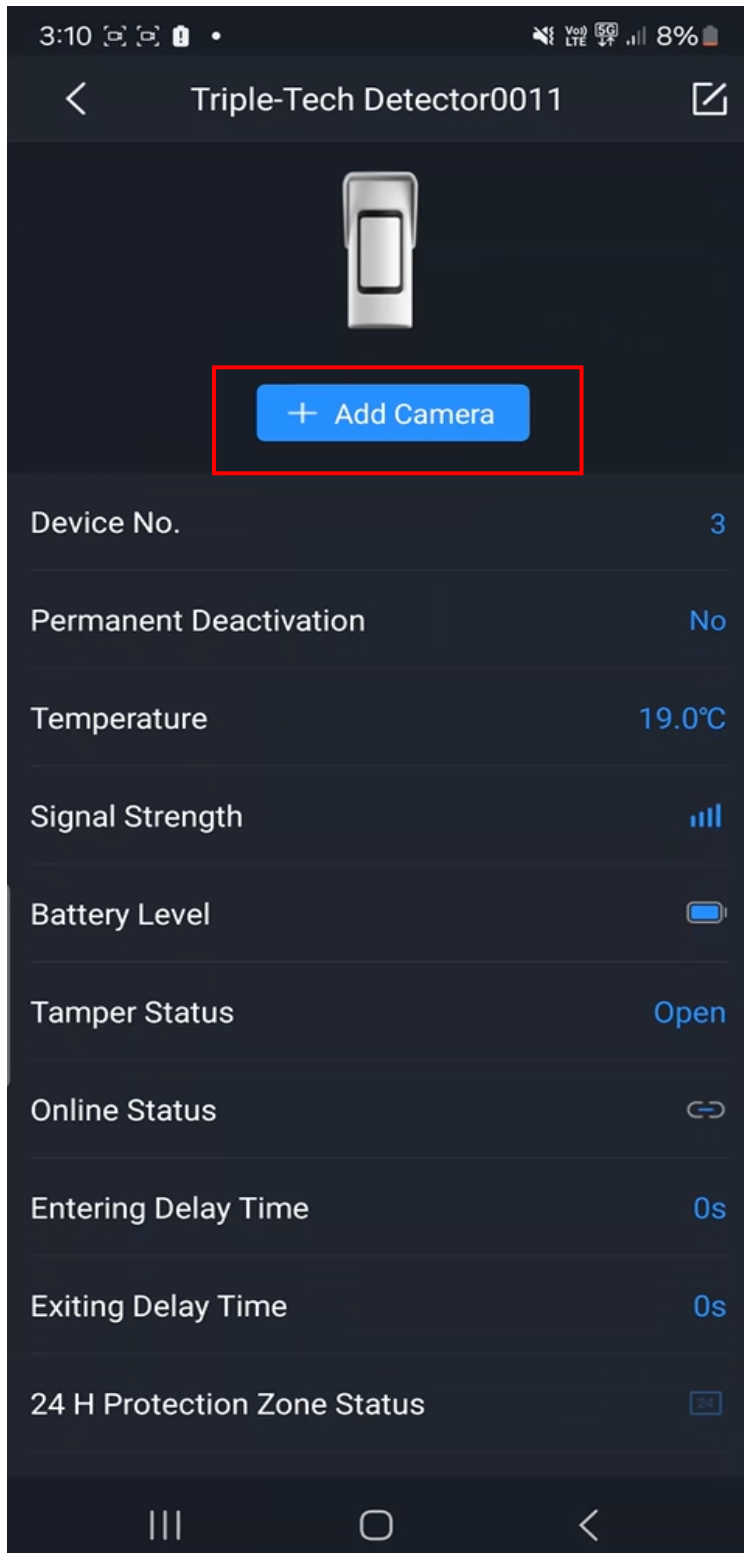 3:10 8%
Triple-Tech Detector0011
+ Add Camera
Device No. 3
Permanent Deactivation No
Temperature 19.0℃
Signal Strength
Battery Level
Tamper Status Open
Online Status
Entering Delay Time 0s
Exiting Delay Time 0s
24 H Protection Zone Status 24